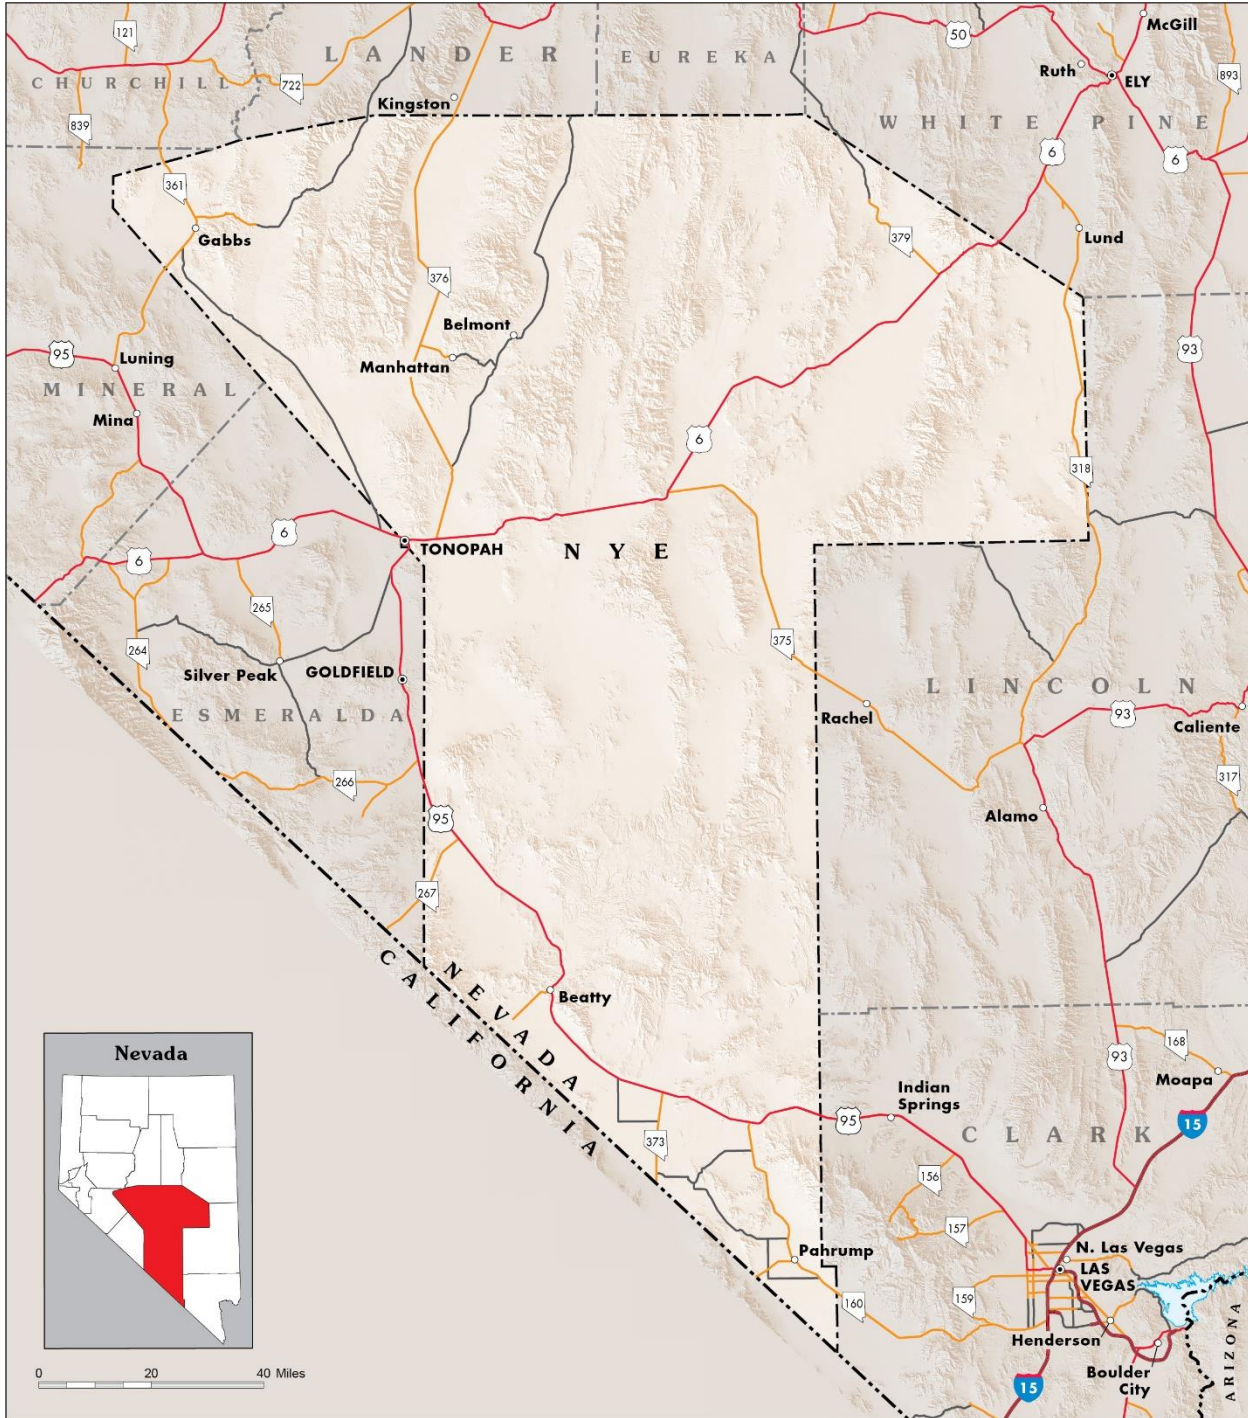 McGill
121
50
LANDER
EUREKA
Ruth
ELY
893
CHURCHILL
722
Kingston
839
WHITE PINE
6
6
361
Gabbs
379
Lund
376
Belmont
95
Luning
Manhattan
93
MINERAL
Mina
6
318
6
TONOPAH
NYE
6
265
264
375
Silver Peak
GOLDFIELD
LINCOLN
ESMERALDA
Rachel
93
Caliente
266
317
95
Alamo
267
NEVADA
CALIFORNIA
Beatty
Nevada
168
93
Moapa
Indian
Springs
95
15
373
CLARK
156
157
Pahrump
N. Las Vegas
LAS
VEGAS
160
159
Henderson
Boulder
City
ARIZONA
15
0 20 40 Miles